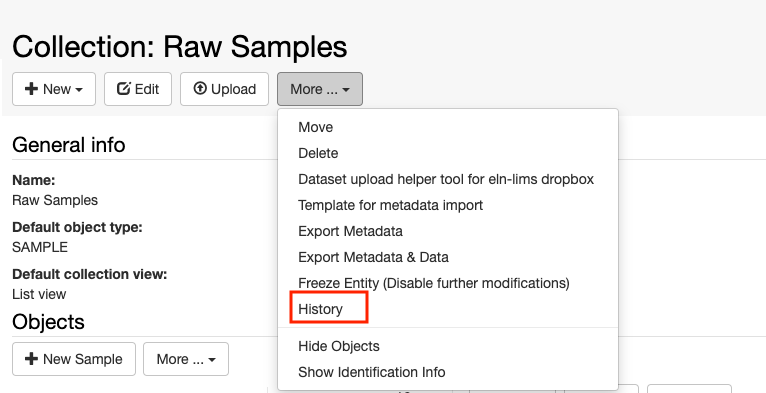 Collection: Raw Samples
New
Edit
Upload
More ...
Move
Delete
Dataset upload helper tool for eln-lims dropbox
Template for metadata import
Export Metadata
Export Metadata & Data
Freeze Entity (Disable further modifications)
History
Hide Objects
Show Identification Info
General info
Name:
Raw Samples
Default object type:
SAMPLE
Default collection view:
List view
Objects
New Sample
More ...